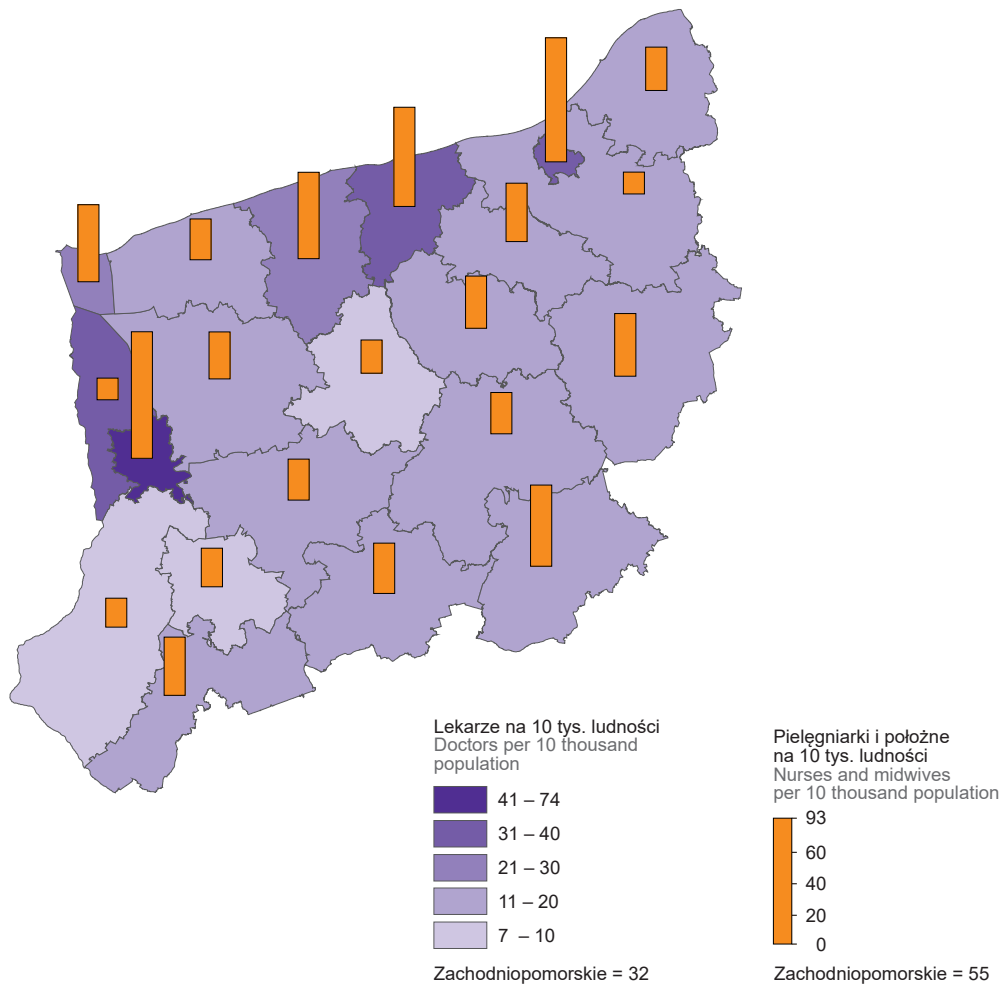 Lekarze na 10 tys. ludności
Doctors per 10 thousand
population
41 – 74
31 – 40
21 – 30
11 – 20
7 – 10
Zachodniopomorskie = 32
Pielęgniarki i położne
na 10 tys. ludności
Nurses and midwives
per 10 thousand population
93
60
40
20
0
Zachodniopomorskie = 55